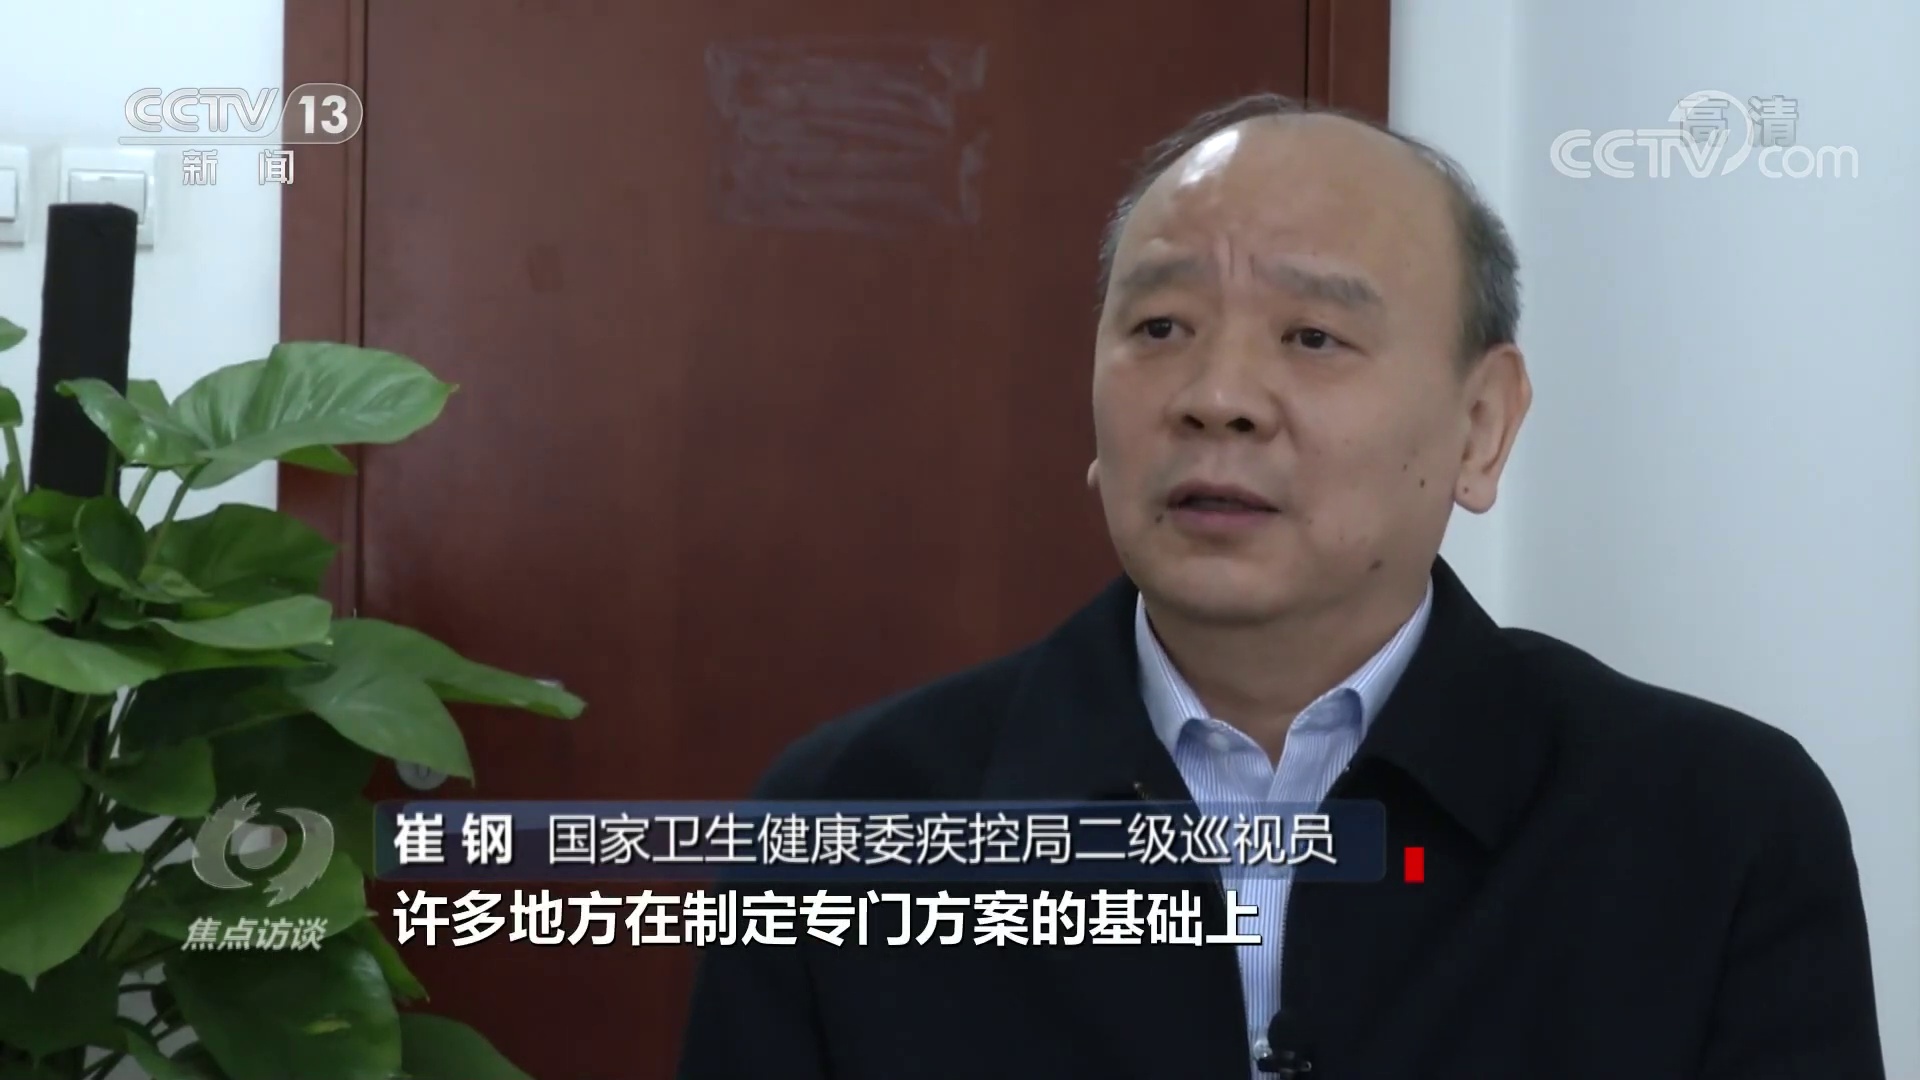 CCTV 13
新闻
高清
CCTV.com
崔钢 国家卫生健康委疾控局二级巡视员
许多地方在制定专门方案的基础上
焦点访谈